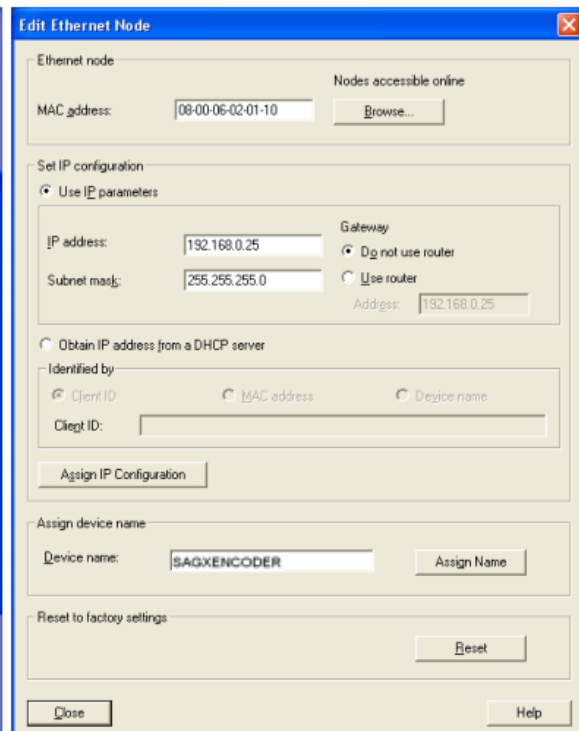 Edit Ethernet Node
Ethernet node
Nodes accessible online
MAC address: 08-00-06-02-01-10 Browse...
Set IP configuration
Use IP parameters
Gateway
IP address: 192.168.0.25 Do not use router
Subnet mask: 255.255.255.0 Use router
Address: 192.168.0.25
Obtain IP address from a DHCP server
Identified by
Client ID MAC address Device name
Client ID:
Assign IP Configuration
Assign device name
Device name: SAGXENCODER Assign Name
Reset to factory settings
Reset
Close Help